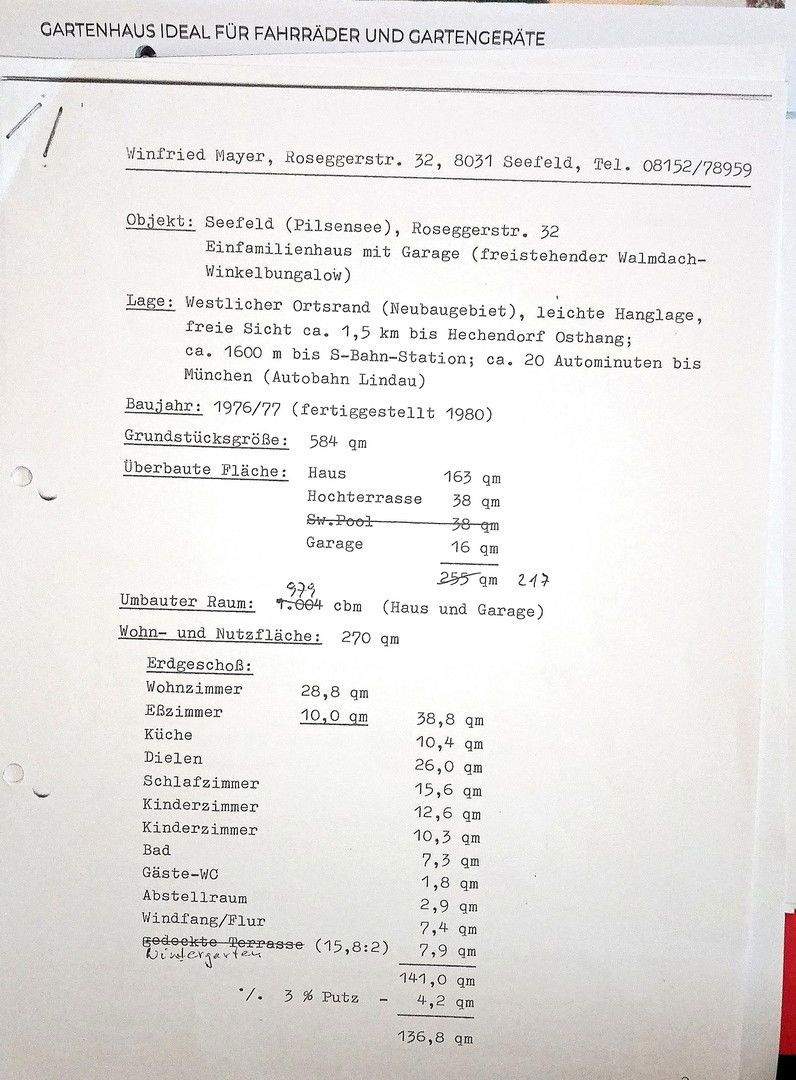 GARTENHAUS IDEAL FÜR FAHRRÄDER UND GARTENGERÄTE
Winfried Mayer, Roseggerstr. 32, 8031 Seefeld, Tel. 08152/78959
Objekt: Seefeld (Pilsensee), Roseggerstr. 32
Einfamilienhaus mit Garage (freistehender Walmdach-
Winkelbungalow)
Lage: Westlicher Ortsrand (Neubaugebiet), leichte Hanglage,
freie Sicht ca. 1,5 km bis Hechendorf Osthang;
ca. 1600 m bis S-Bahn-Station; ca. 20 Autominuten bis
München (Autobahn Lindau)
Baujahr: 1976/77 (fertiggestellt 1980)
Grundstücksgröße: 584 qm
Überbaute Fläche: Haus 163 qm
Hochterrasse 38 qm
Sw.Pool 38 qm
Garage 16 qm
255 qm 217
979
Umbauter Raum: 1.004 cbm (Haus und Garage)
Wohn- und Nutzfläche: 270 qm
Erdgeschoß:
Wohnzimmer 28,8 qm
Eßzimmer 10,0 qm 38,8 qm
Küche 10,4 qm
Dielen 26,0 qm
Schlafzimmer 15,6 qm
Kinderzimmer 12,6 qm
Kinderzimmer 10,3 qm
Bad 7,3 qm
Gäste-WC 1,8 qm
Abstellraum 2,9 qm
Windfang/Flur 7,4 qm
gedeckte Terrasse (15,8:2) 7,9 qm
Wintergarten
141,0 qm
·/. 3 % Putz - 4,2 qm
136,8 qm